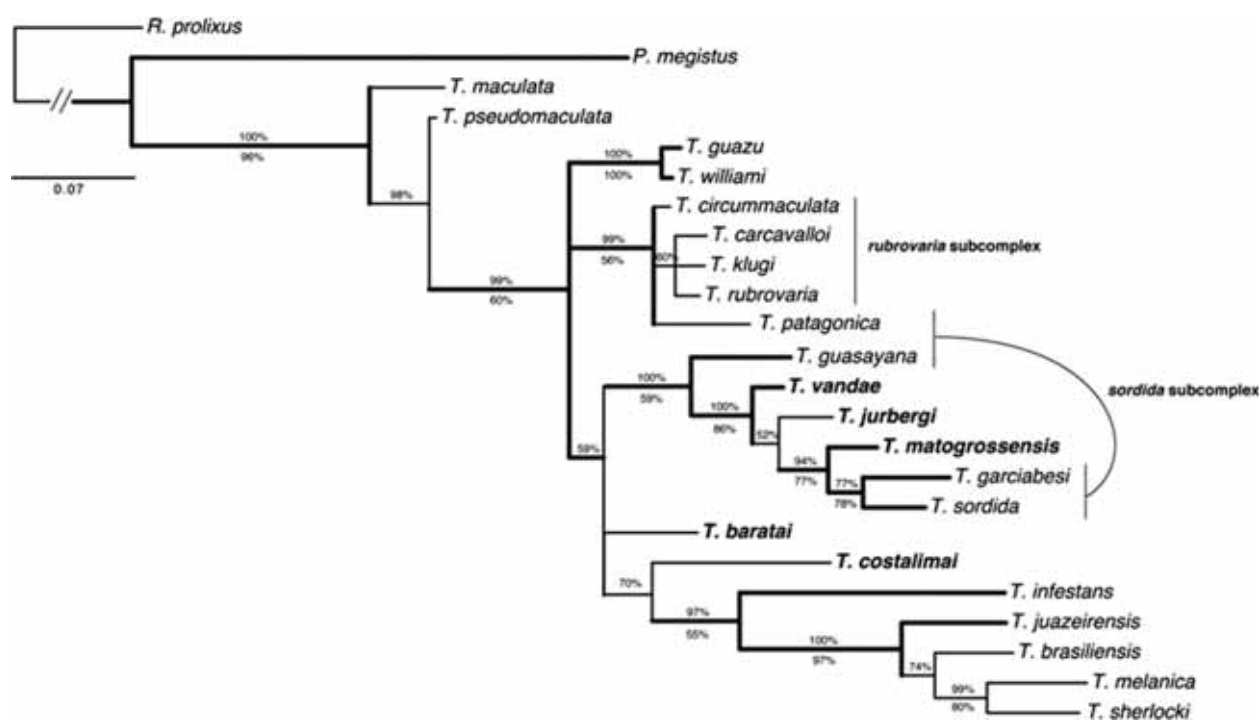 R. prolixus
P. megistus
T. maculata
T. pseudomaculata
100%
96%
0.07
98%
T. guazu
100%
100%
T. williami
T. circummaculata
T. carcavalloi
99%
56%
60%
T. klugi
rubrovaria subcomplex
T. rubrovaria
99%
60%
T. patagonica
T. guasayana
100%
59%
T. vandae
sordida subcomplex
100%
86%
T. jurbergi
52%
59%
T. matogrossensis
94%
77%
T. garciabesi
77%
78%
T. sordida
T. baratai
T. costalimai
70%
T. infestans
97%
55%
T. juazeirensis
100%
97%
T. brasiliensis
74%
T. melanica
99%
80%
T. sherlocki